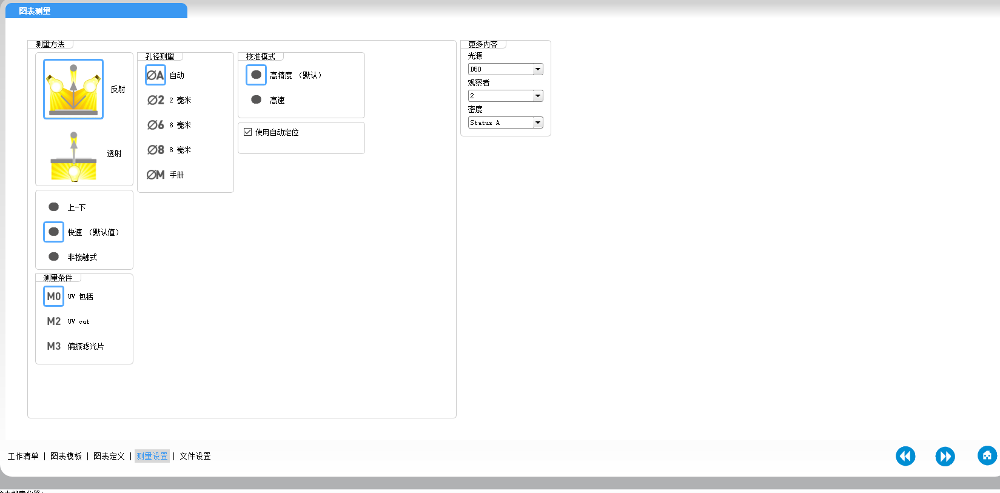 图表测量
测量方法
反射
透射
上-下
快速 （默认值）
非接触式
测量条件
M0 UV 包括
M2 UV cut
M3 偏振滤光片
孔径测量
ØA 自动
Ø2 2 毫米
Ø6 6 毫米
Ø8 8 毫米
ØM 手册
校准模式
高精度 （默认）
高速
使用自动定位
更多内容
光源
D50
观察者
2
密度
Status A
工作清单 | 图表模板 | 图表定义 | 测量设置 | 文件设置